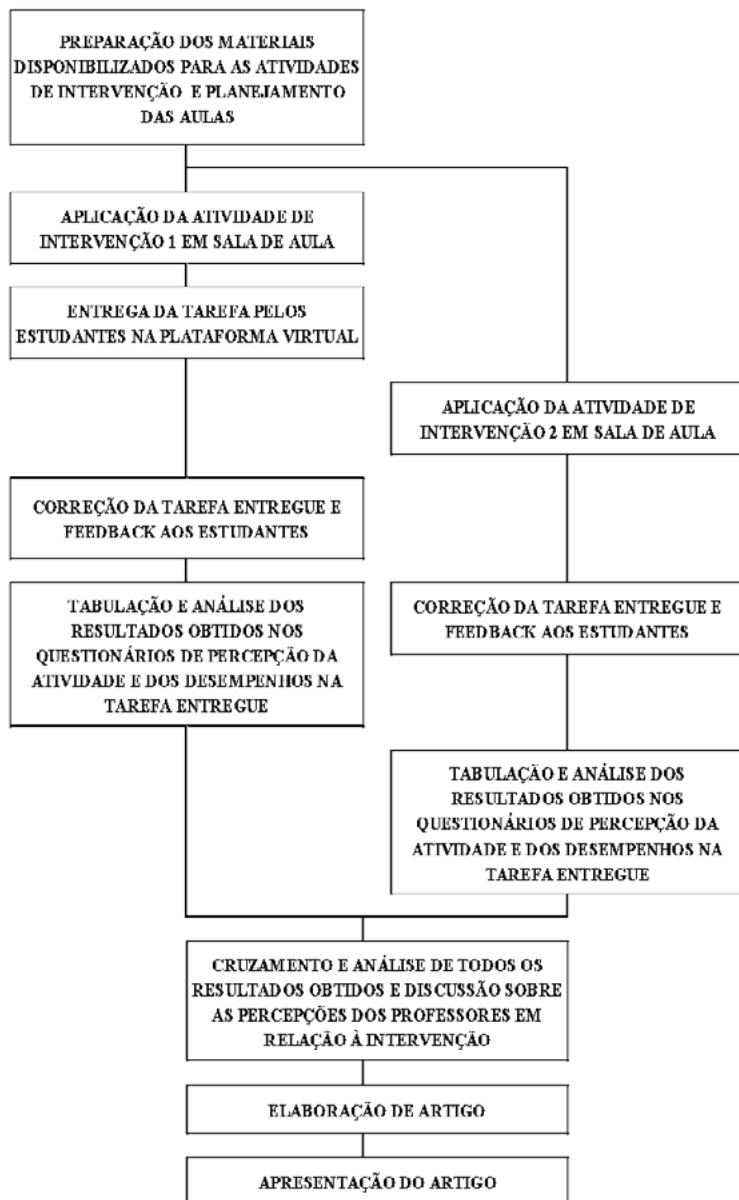 PREPARAÇÃO DOS MATERIAIS
DISPONIBILIZADOS PARA AS ATIVIDADES
DE INTERVENÇÃO E PLANEJAMENTO
DAS AULAS
APLICAÇÃO DA ATIVIDADE DE
INTERVENÇÃO 1 EM SALA DE AULA
ENTREGA DA TAREFA PELOS
ESTUDANTES NA PLATAFORMA VIRTUAL
APLICAÇÃO DA ATIVIDADE DE
INTERVENÇÃO 2 EM SALA DE AULA
CORREÇÃO DA TAREFA ENTREGUE E
FEEDBACK AOS ESTUDANTES
TABULAÇÃO E ANÁLISE DOS
RESULTADOS OBTIDOS NOS
QUESTIONÁRIOS DE PERCEPÇÃO DA
ATIVIDADE E DOS DESEMPENHOS NA
TAREFA ENTREGUE
CORREÇÃO DA TAREFA ENTREGUE E
FEEDBACK AOS ESTUDANTES
TABULAÇÃO E ANÁLISE DOS
RESULTADOS OBTIDOS NOS
QUESTIONÁRIOS DE PERCEPÇÃO DA
ATIVIDADE E DOS DESEMPENHOS NA
TAREFA ENTREGUE
CRUZAMENTO E ANÁLISE DE TODOS OS
RESULTADOS OBTIDOS E DISCUSSÃO SOBRE
AS PERCEPÇÕES DOS PROFESSORES EM
RELAÇÃO À INTERVENÇÃO
ELABORAÇÃO DE ARTIGO
APRESENTAÇÃO DO ARTIGO